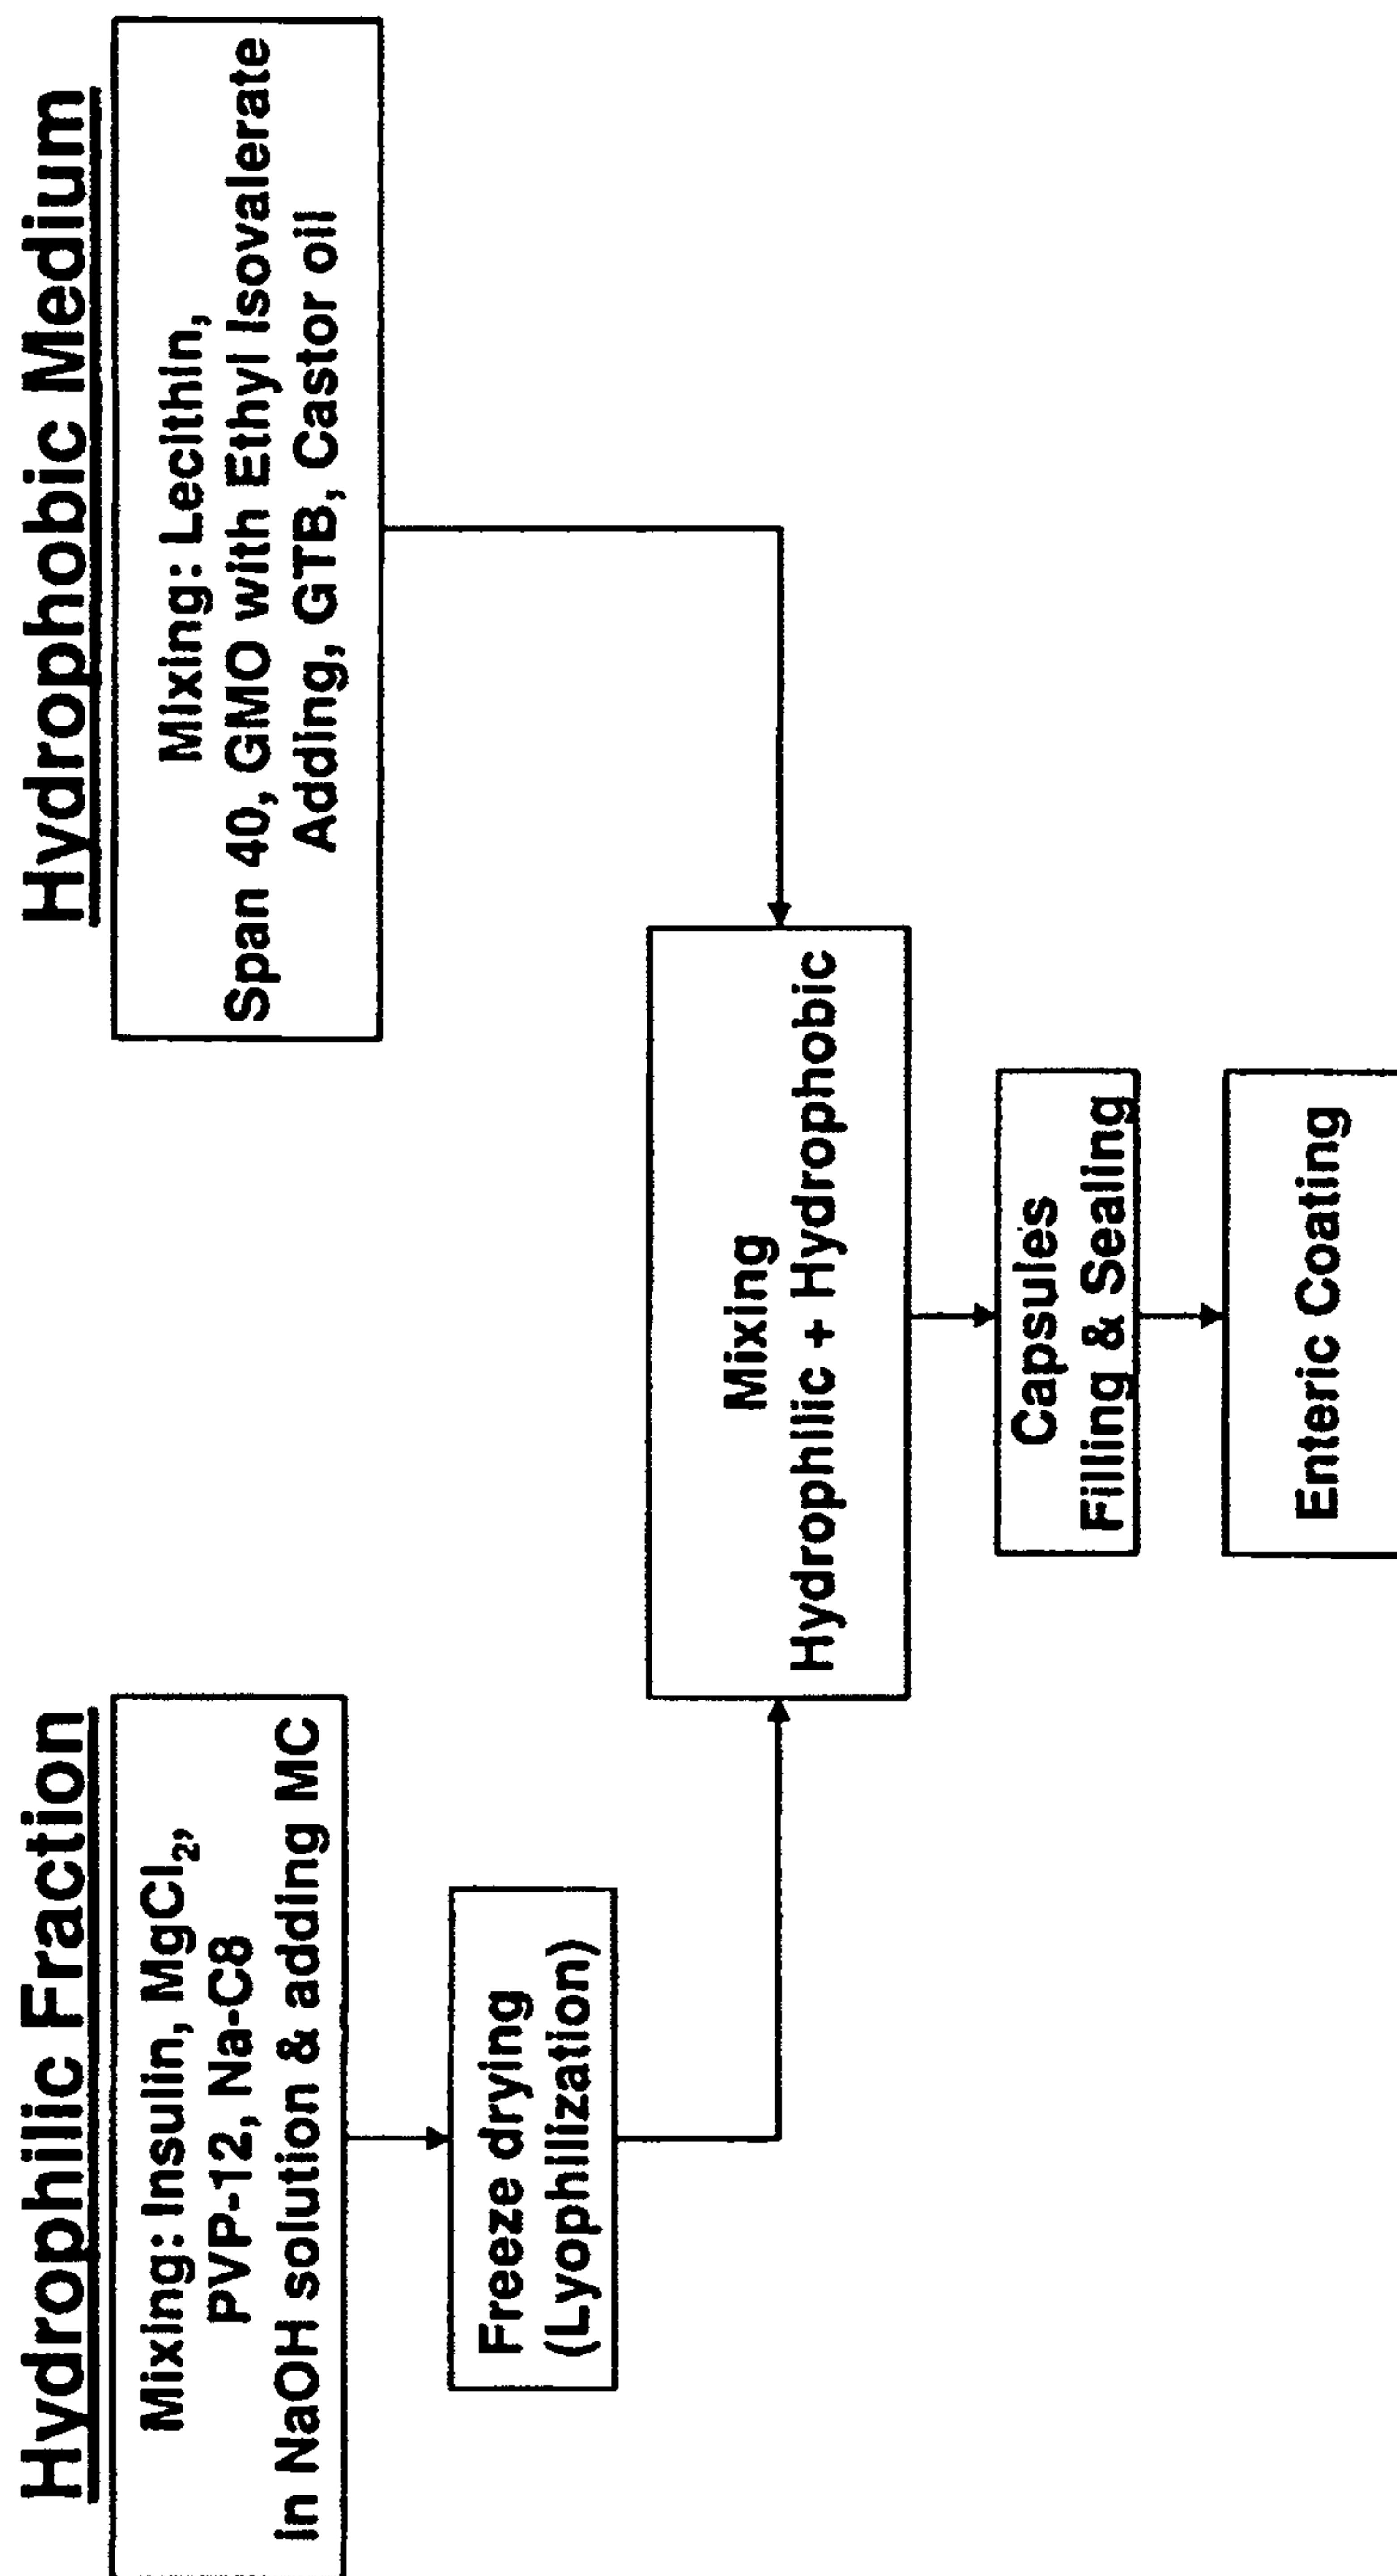 Hydrophilic Fraction
Mixing: Insulin, MgCl₂,
PVP-12, Na-C8
in NaOH solution & adding MC
Freeze drying
(Lyophilization)
Hydrophobic Medium
Mixing: Lecithin,
Span 40, GMO with Ethyl Isovalerate
Adding, GTB, Castor oil
Mixing
Hydrophilic + Hydrophobic
Capsules
Filling & Sealing
Enteric Coating